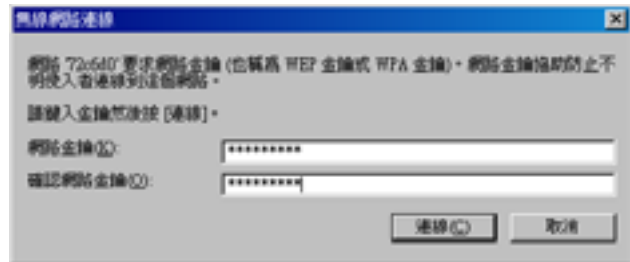 無線網路連線
網路 72c6d0' 要求網路金鑰 (也稱為 WEP 金鑰或 WPA 金鑰)。網路金鑰協助防止不
明侵入者連線到這個網路。
請鍵入金鑰然後按 [連線]。
網路金鑰(K): *********
確認網路金鑰(O): *********
連線(C) 取消